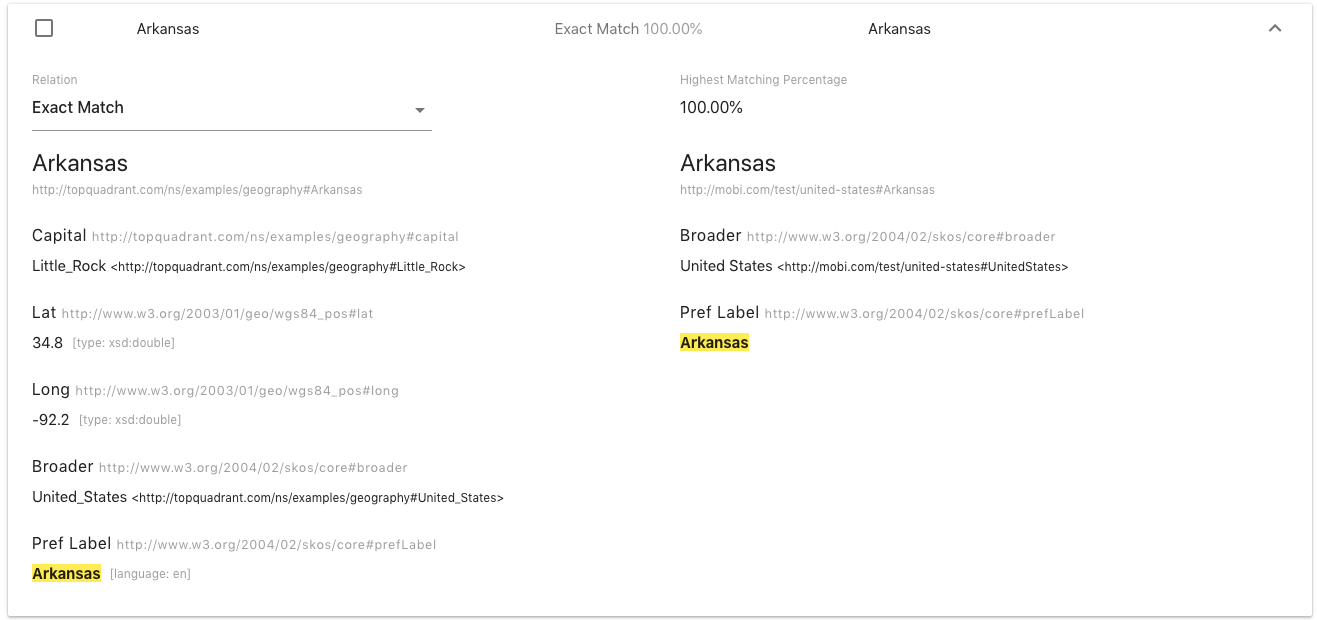 Arkansas Exact Match 100.00% Arkansas
Relation
Exact Match
Highest Matching Percentage
100.00%
Arkansas
http://topquadrant.com/ns/examples/geography#Arkansas
Capital http://topquadrant.com/ns/examples/geography#capital
Little_Rock <http://topquadrant.com/ns/examples/geography#Little_Rock>
Lat http://www.w3.org/2003/01/geo/wgs84_pos#lat
34.8 [type: xsd:double]
Long http://www.w3.org/2003/01/geo/wgs84_pos#long
-92.2 [type: xsd:double]
Broader http://www.w3.org/2004/02/skos/core#broader
United_States <http://topquadrant.com/ns/examples/geography#United_States>
Pref Label http://www.w3.org/2004/02/skos/core#prefLabel
Arkansas [language: en]
Arkansas
http://mobi.com/test/united-states#Arkansas
Broader http://www.w3.org/2004/02/skos/core#broader
United States <http://mobi.com/test/united-states#UnitedStates>
Pref Label http://www.w3.org/2004/02/skos/core#prefLabel
Arkansas